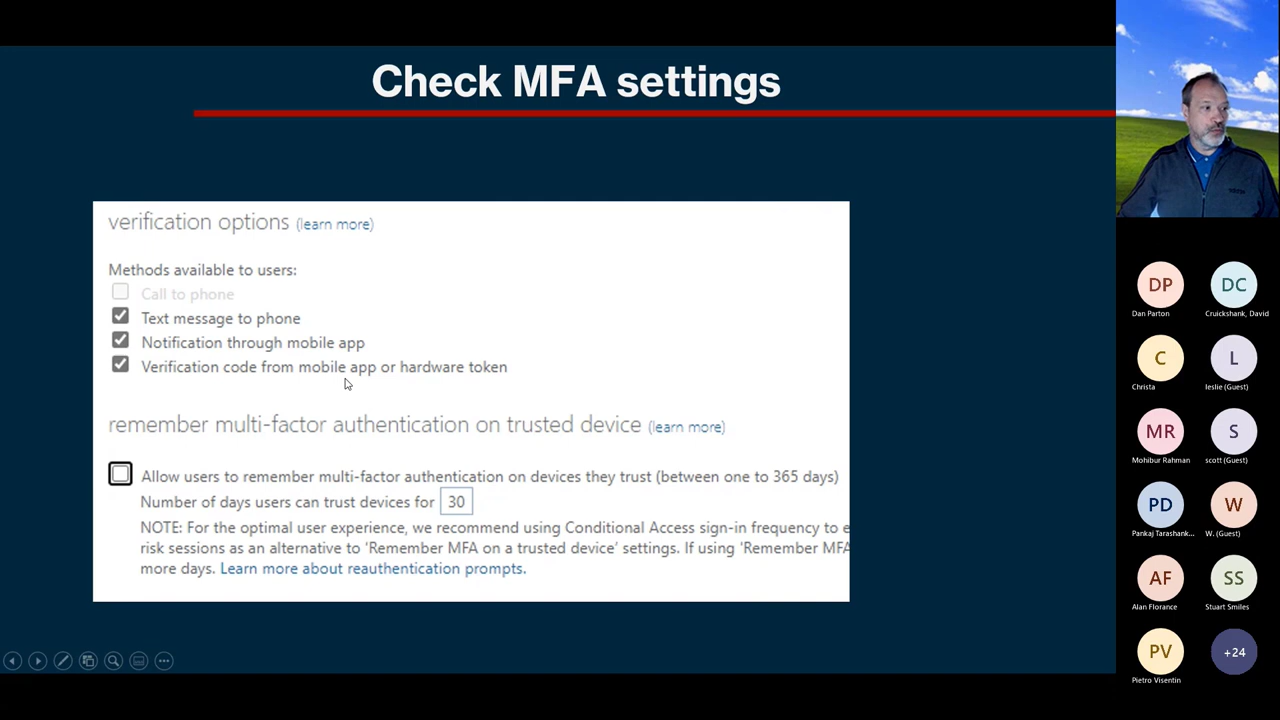 Check MFA settings
verification options (learn more)
Methods available to users:
Call to phone
Text message to phone
Notification through mobile app
Verification code from mobile app or hardware token
remember multi-factor authentication on trusted device (learn more)
Allow users to remember multi-factor authentication on devices they trust (between one to 365 days)
Number of days users can trust devices for 30
NOTE: For the optimal user experience, we recommend using Conditional Access sign-in frequency to e
risk sessions as an alternative to 'Remember MFA on a trusted device' settings. If using 'Remember MFA
more days. Learn more about reauthentication prompts.
DP
DC
Dan Parton
Cruickshank, David
C
L
Christa
leslie (Guest)
MR
S
Mohibur Rahman
scott (Guest)
PD
W
Pankaj Tarashank...
W. (Guest)
AF
SS
Alan Florance
Stuart Smiles
PV
+24
Pietro Visentin